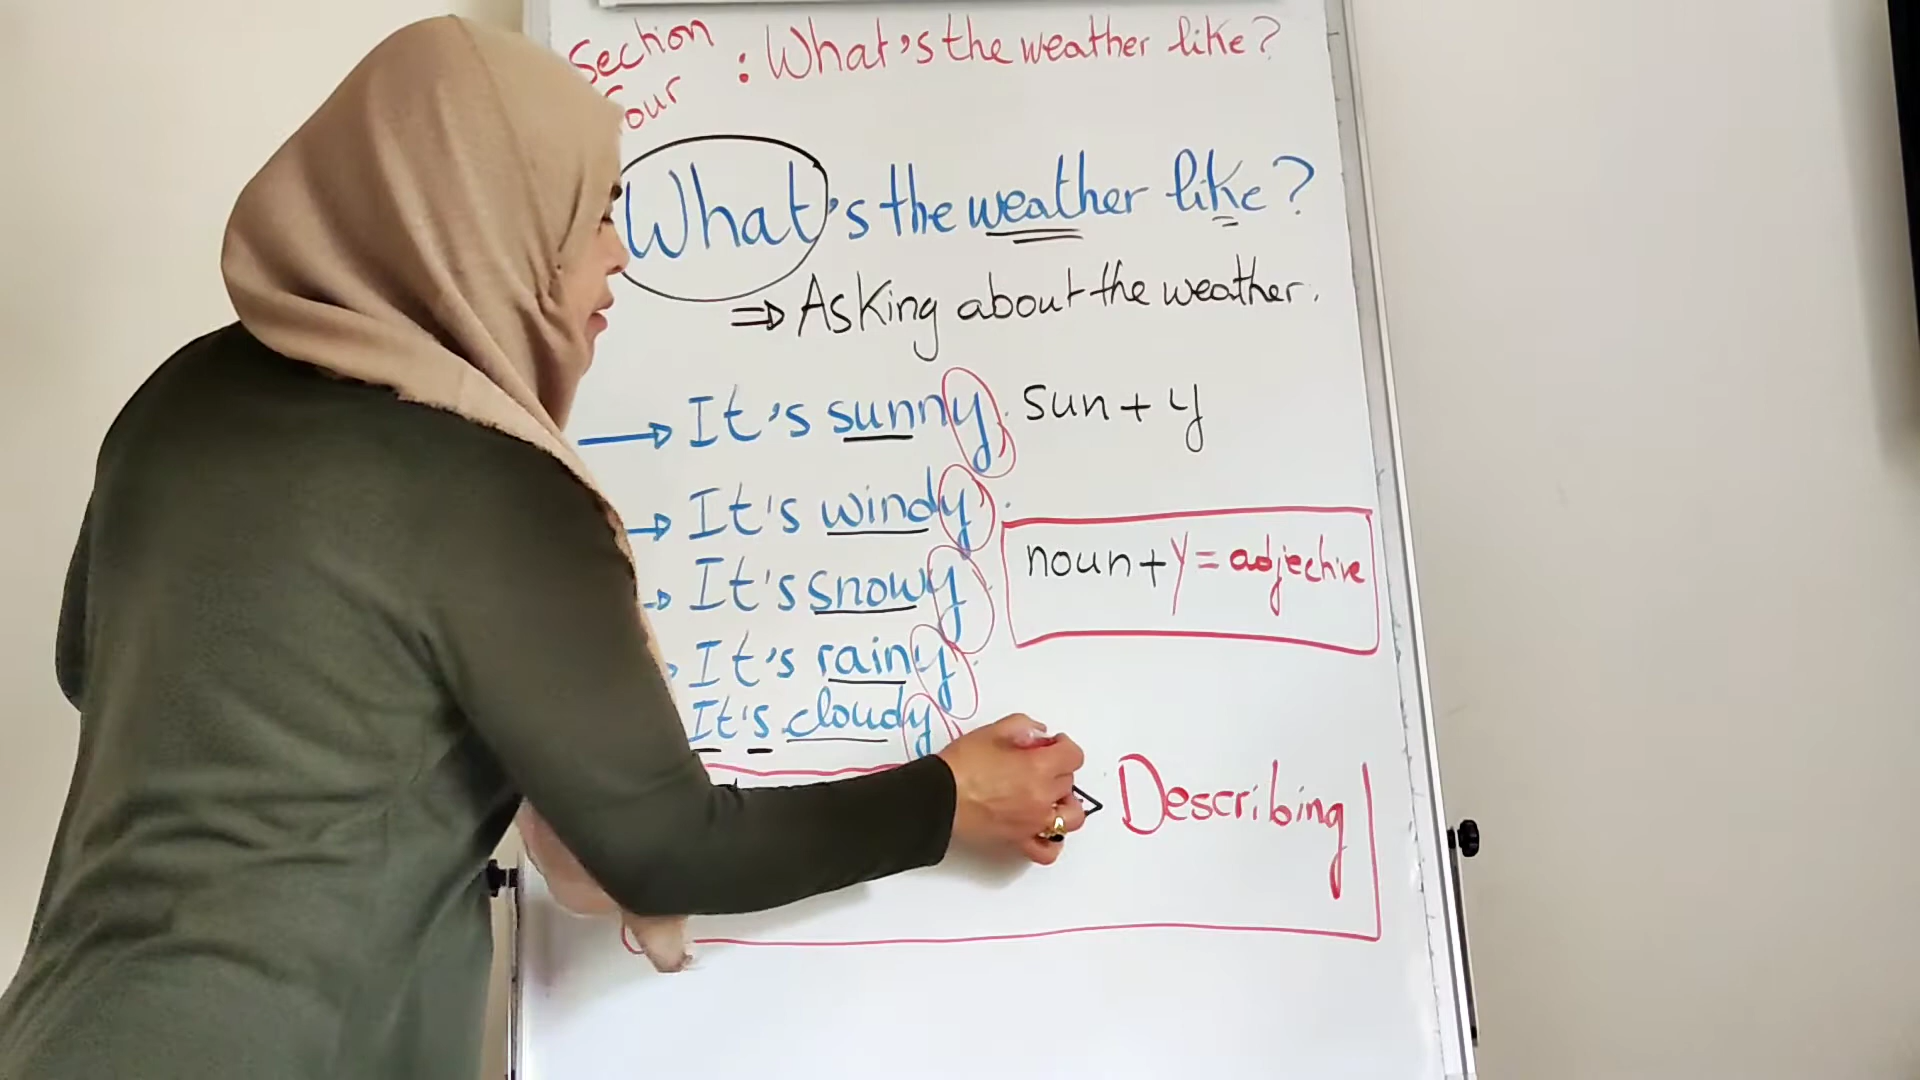 Section
four
: What's the weather like?
What's the weather like?
⇒ Asking about the weather.
→ It's sunny. sun + y
→ It's windy.
→ It's snowy.
noun + y = adjective
It's rainy.
It's cloudy
Describing